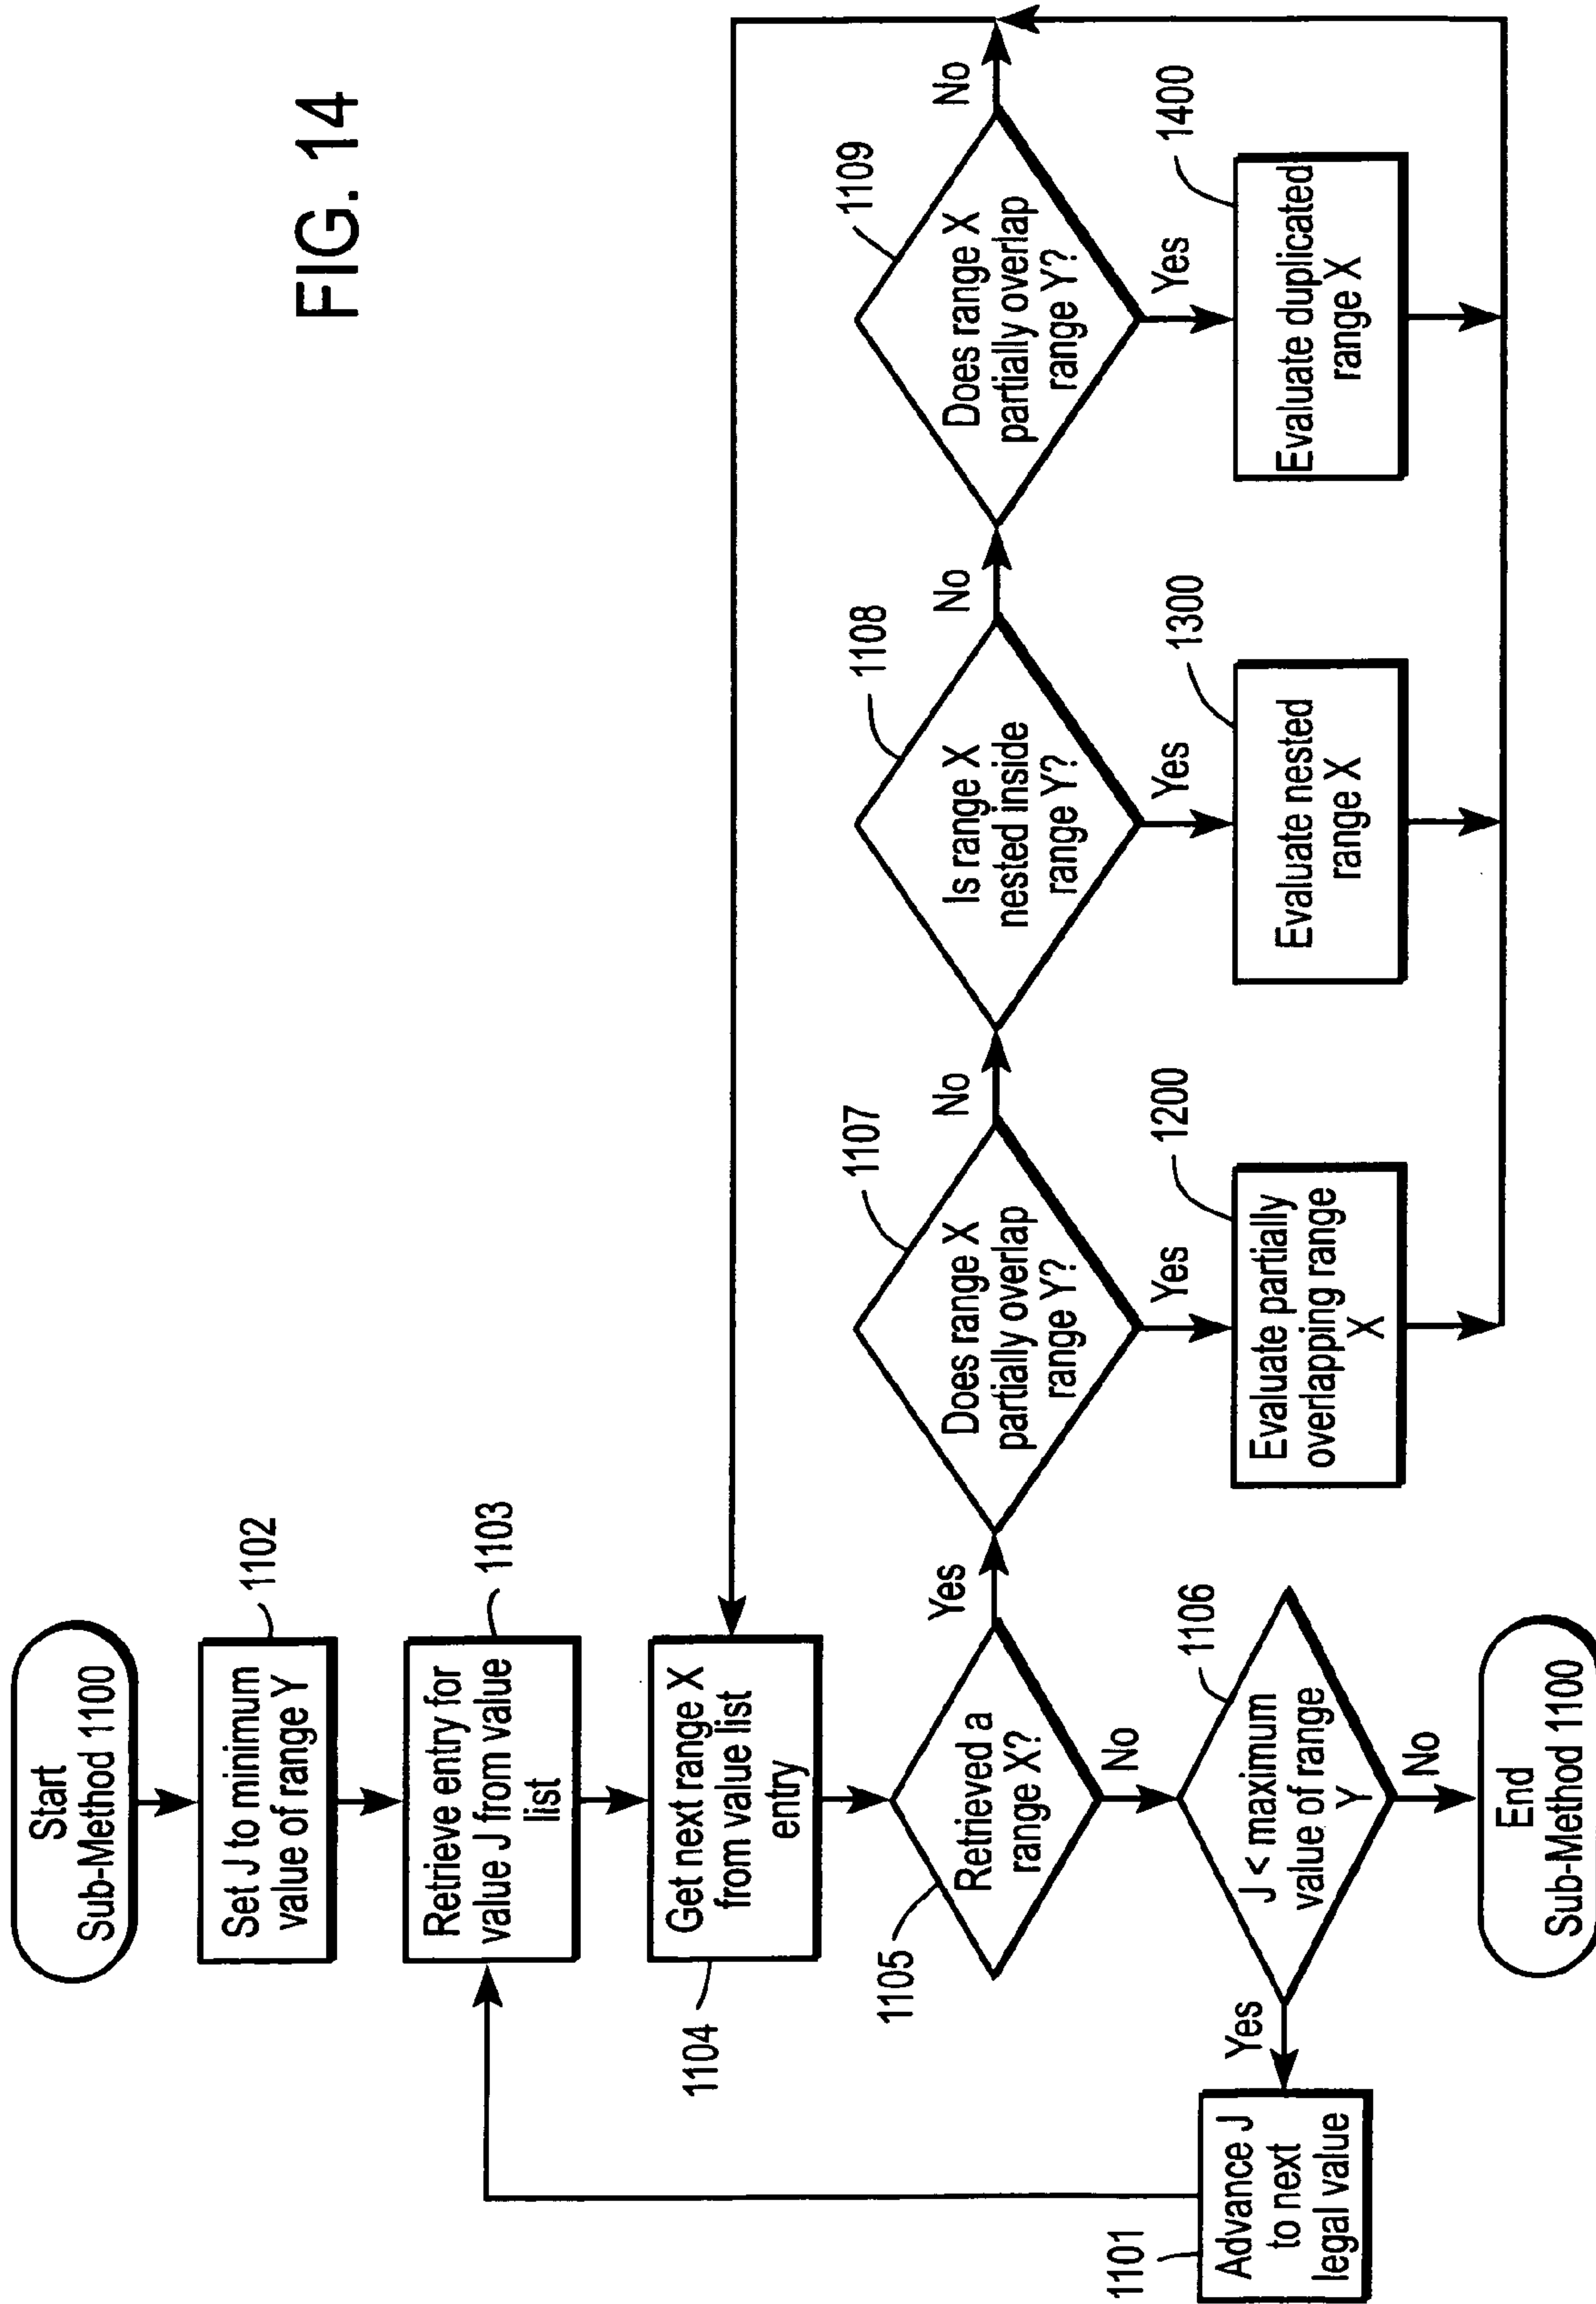 FIG. 14
Start
Sub-Method 1100
1102
Set J to minimum
value of range Y
1103
Retrieve entry for
value J from value
list
1104
Get next range X
from value list
entry
1105
Retrieved a
range X?
Yes
No
1106
J < maximum
value of range
Y
Yes
No
1101
Advance J
to next
legal value
End
Sub-Method 1100
1107
Does range X
partially overlap
range Y?
No
Yes
1200
Evaluate partially
overlapping range
X
1108
Is range X
nested inside
range Y?
No
Yes
1300
Evaluate nested
range X
1109
Does range X
partially overlap
range Y?
No
Yes
1400
Evaluate duplicated
range X